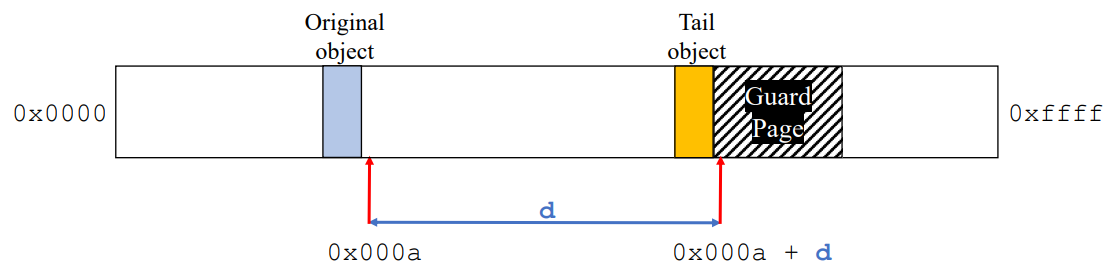 Original
object
Tail
object
0x0000
Guard
Page
0xffff
d
0x000a
0x000a + d